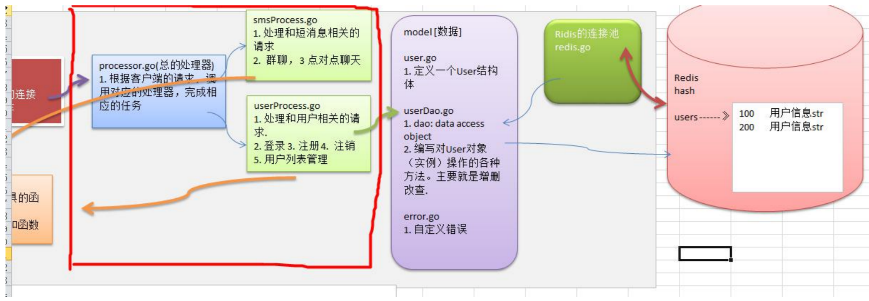 的连接
具的函
和函数
processor.go(总的处理器)
1. 根据客户端的请求，调
用对应的处理器，完成相
应的任务
smsProcess.go
1. 处理和短消息相关的
请求
2. 群聊，3 点对点聊天
userProcess.go
1. 处理和用户相关的请
求.
2. 登录 3. 注册4. 注销
5. 用户列表管理
model [数据]
user.go
1. 定义一个User结构
体
userDao.go
1. dao: data access
object
2. 编写对User对象
（实例）操作的各种
方法。主要就是增删
改查.
error.go
1. 自定义错误
Ridis的连接池
redis.go
Redis
hash
users------》
100 用户信息str
200 用户信息str